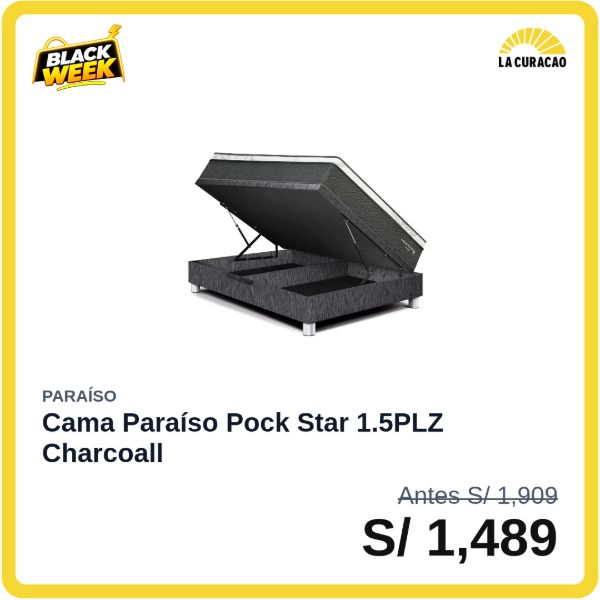 BLACK
WEEK
LA CURACAO
PARAÍSO
Cama Paraíso Pock Star 1.5PLZ
Charcoall
Antes S/ 1,909
S/ 1,489